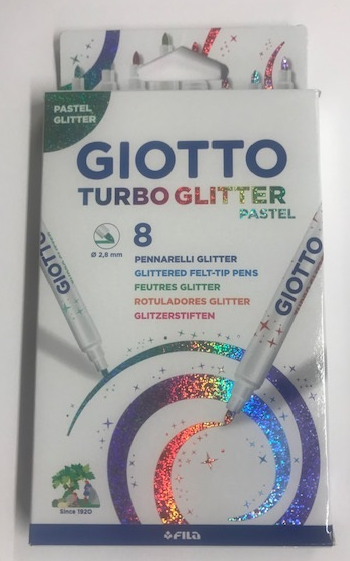 PASTEL
GLITTER
GIOTTO
TURBO GLITTER
PASTEL
Ø 2,8 mm
8
PENNARELLI GLITTER
GLITTERED FELT-TIP PENS
FEUTRES GLITTER
ROTULADORES GLITTER
GLITZERSTIFTEN
GIOTTO
GIOTTO
Since 1920
FILA